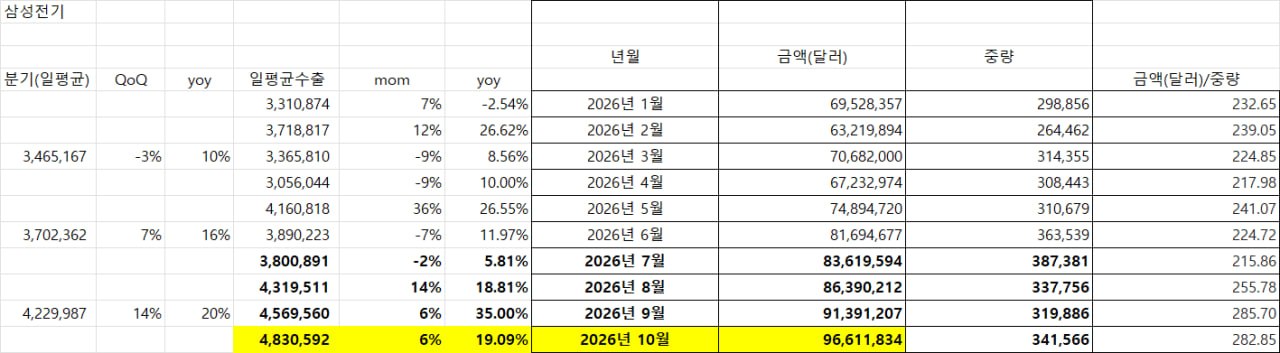 삼성전기
년월 금액(달러) 중량
분기(일평균) QoQ yoy 일평균수출 mom yoy 금액(달러)/중량
3,310,874 7% -2.54% 2026년 1월 69,528,357 298,856 232.65
3,718,817 12% 26.62% 2026년 2월 63,219,894 264,462 239.05
3,465,167 -3% 10% 3,365,810 -9% 8.56% 2026년 3월 70,682,000 314,355 224.85
3,056,044 -9% 10.00% 2026년 4월 67,232,974 308,443 217.98
4,160,818 36% 26.55% 2026년 5월 74,894,720 310,679 241.07
3,702,362 7% 16% 3,890,223 -7% 11.97% 2026년 6월 81,694,677 363,539 224.72
3,800,891 -2% 5.81% 2026년 7월 83,619,594 387,381 215.86
4,319,511 14% 18.81% 2026년 8월 86,390,212 337,756 255.78
4,229,987 14% 20% 4,569,560 6% 35.00% 2026년 9월 91,391,207 319,886 285.70
4,830,592 6% 19.09% 2026년 10월 96,611,834 341,566 282.85